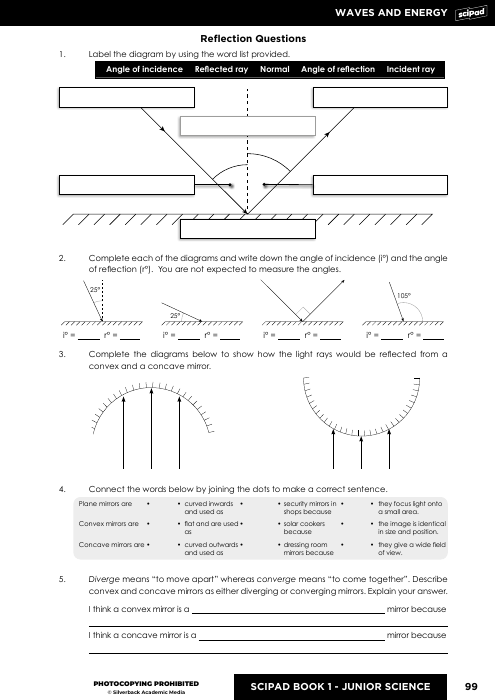 WAVES AND ENERGY
scipad
Reflection Questions
1. Label the diagram by using the word list provided.
Angle of incidence Reflected ray Normal Angle of reflection Incident ray
2. Complete each of the diagrams and write down the angle of incidence (i°) and the angle
of reflection (r°). You are not expected to measure the angles.
25° 25° 105°
i° = ____ r° = ____ i° = ____ r° = ____ i° = ____ r° = ____ i° = ____ r° = ____
3. Complete the diagrams below to show how the light rays would be reflected from a
convex and a concave mirror.
4. Connect the words below by joining the dots to make a correct sentence.
Plane mirrors are • • curved inwards • • security mirrors in • • they focus light onto
and used as shops because a small area.
Convex mirrors are • • flat and are used • • solar cookers • • the image is identical
as because in size and position.
Concave mirrors are • • curved outwards • • dressing room • • they give a wide field
and used as mirrors because of view.
5. Diverge means “to move apart” whereas converge means “to come together”. Describe
convex and concave mirrors as either diverging or converging mirrors. Explain your answer.
I think a convex mirror is a ____ mirror because
I think a concave mirror is a ____ mirror because
PHOTOCOPYING PROHIBITED
© Silverback Academic Media
SCIPAD BOOK 1 - JUNIOR SCIENCE 99